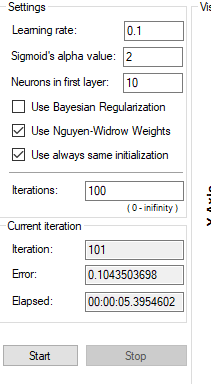 Settings
Learning rate: 0.1
Sigmoid's alpha value: 2
Neurons in first layer: 10
Use Bayesian Regularization
Use Nguyen-Widrow Weights
Use always same initialization
Iterations: 100
( 0 - inifinity )
Current iteration
Iteration: 101
Error: 0.1043503698
Elapsed: 00:00:05.3954602
Start Stop
Vis
X Axis